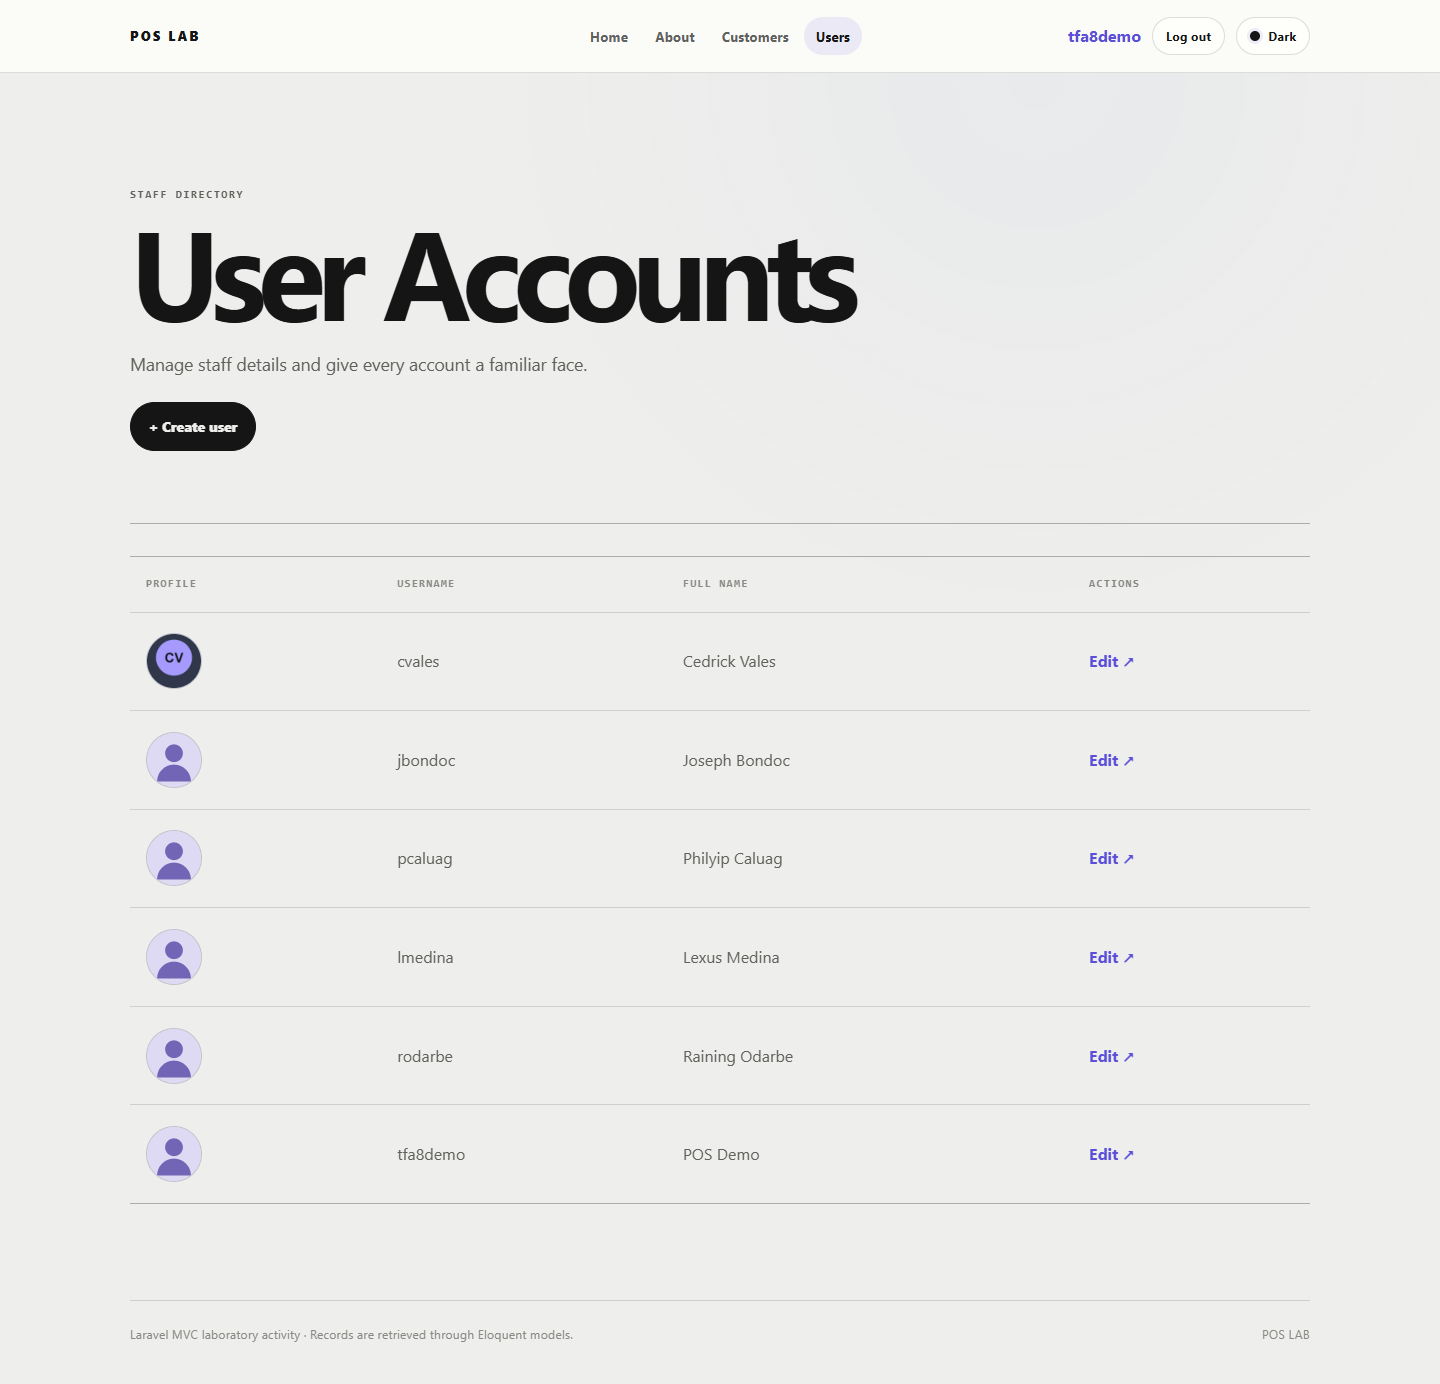 POS LAB
Home About Customers Users
tfa8demo Log out Dark
STAFF DIRECTORY
User Accounts
Manage staff details and give every account a familiar face.
+ Create user
PROFILE USERNAME FULL NAME ACTIONS
CV cvales Cedrick Vales Edit ↗
jbondoc Joseph Bondoc Edit ↗
pcaluag Philyip Caluag Edit ↗
lmedina Lexus Medina Edit ↗
rodarbe Raining Odarbe Edit ↗
tfa8demo POS Demo Edit ↗
Laravel MVC laboratory activity · Records are retrieved through Eloquent models. POS LAB